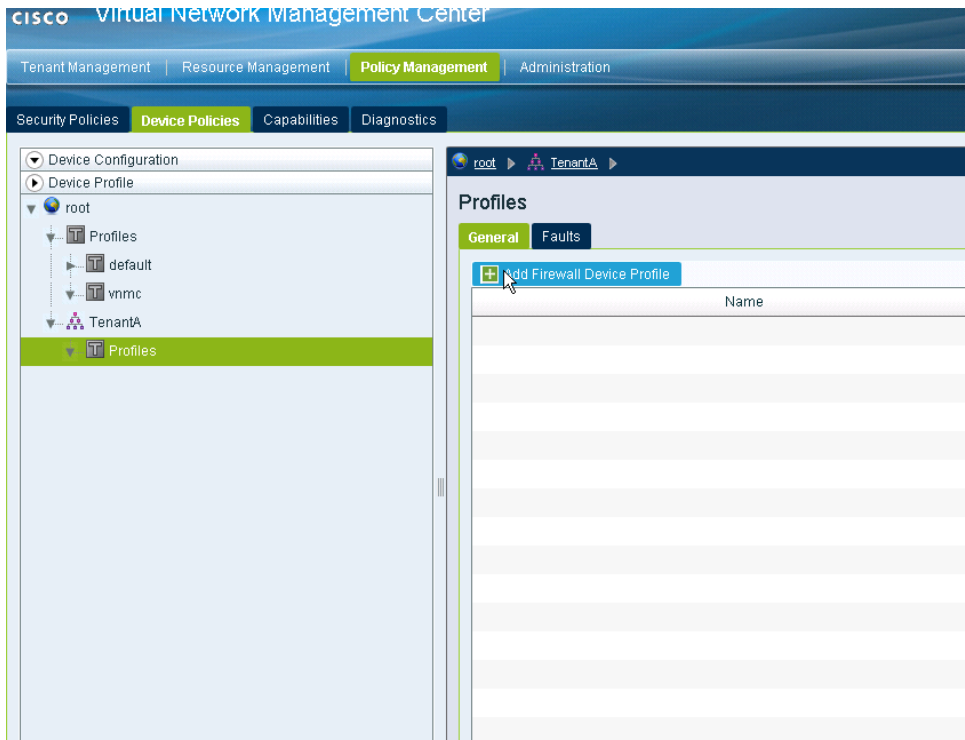 CISCO Virtual Network Management Center
Tenant Management | Resource Management | Policy Management | Administration
Security Policies Device Policies Capabilities Diagnostics
Device Configuration
Device Profile
root
Profiles
default
vnmc
TenantA
Profiles
root TenantA
Profiles
General Faults
Add Firewall Device Profile
Name